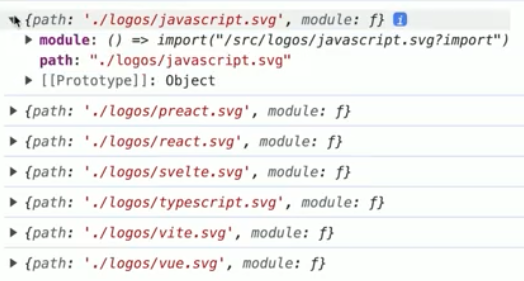 {path: './logos/javascript.svg', module: ƒ} i
module: () => import("/src/logos/javascript.svg?import")
path: "./logos/javascript.svg"
[[Prototype]]: Object
{path: './logos/preact.svg', module: ƒ}
{path: './logos/react.svg', module: ƒ}
{path: './logos/svelte.svg', module: ƒ}
{path: './logos/typescript.svg', module: ƒ}
{path: './logos/vite.svg', module: ƒ}
{path: './logos/vue.svg', module: ƒ}